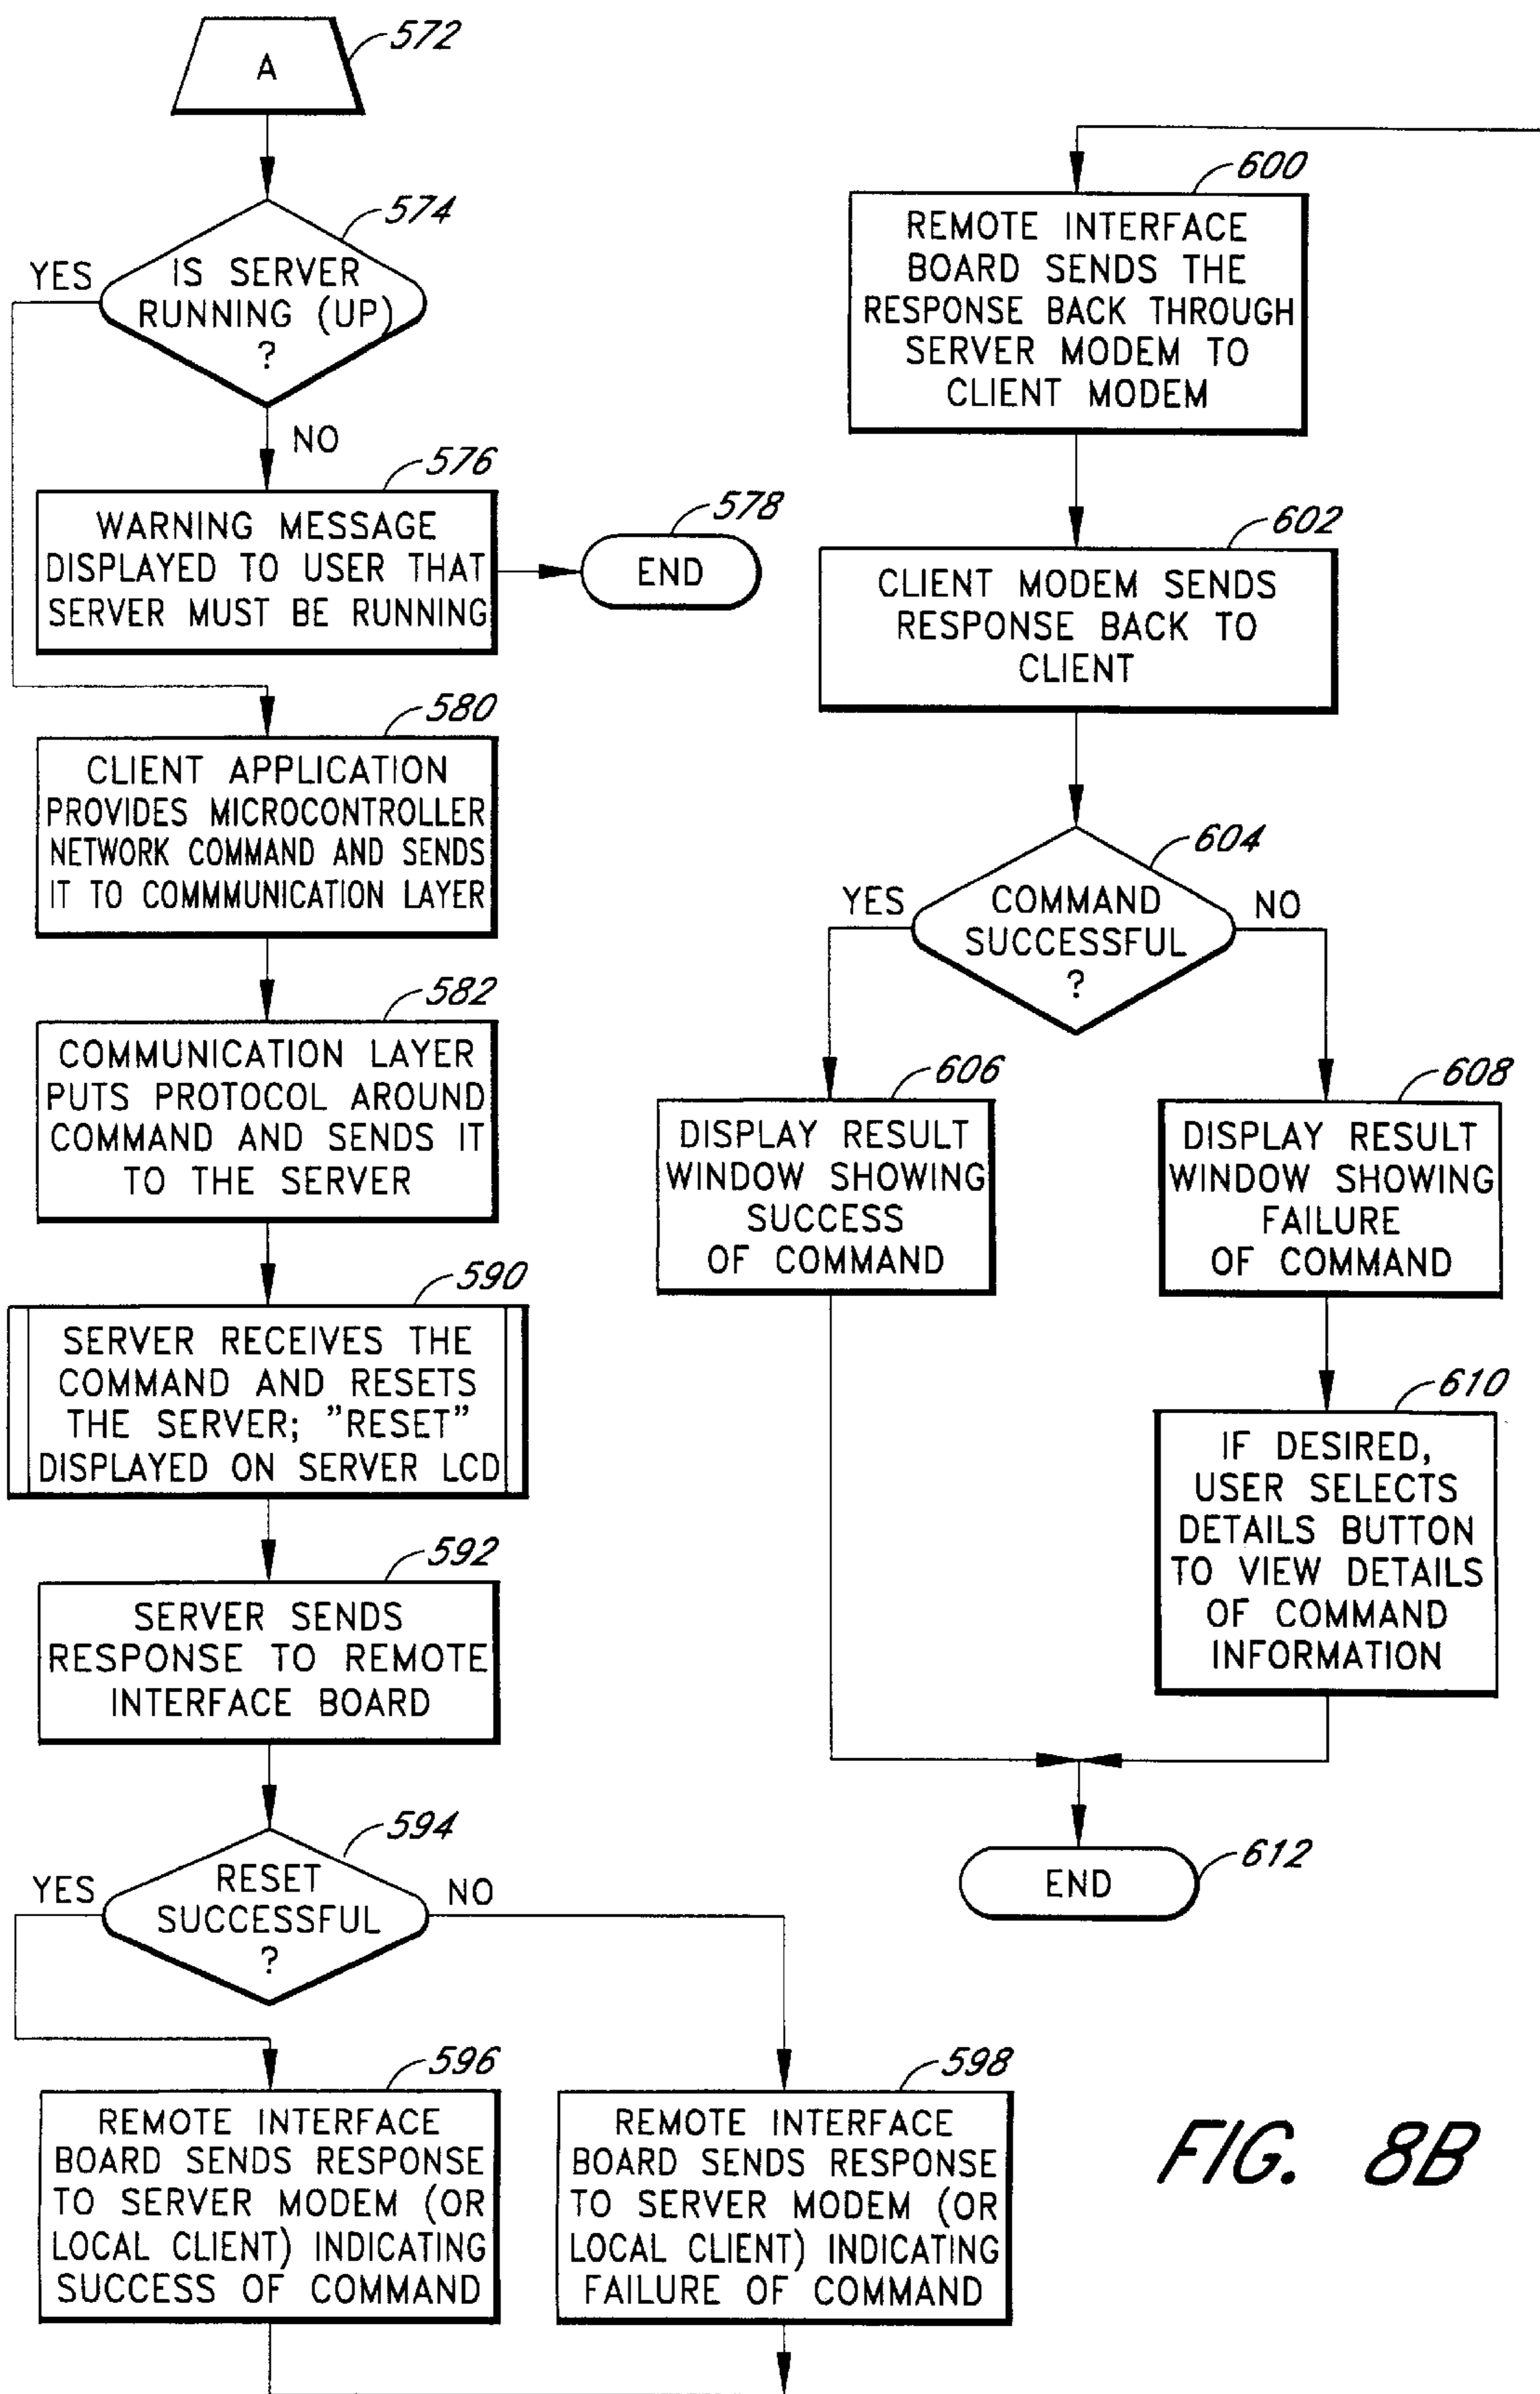 572
A
574
YES
IS SERVER
RUNNING (UP)
?
NO
576
WARNING MESSAGE
DISPLAYED TO USER THAT
SERVER MUST BE RUNNING
578
END
580
CLIENT APPLICATION
PROVIDES MICROCONTROLLER
NETWORK COMMAND AND SENDS
IT TO COMMMUNICATION LAYER
582
COMMUNICATION LAYER
PUTS PROTOCOL AROUND
COMMAND AND SENDS IT
TO THE SERVER
590
SERVER RECEIVES THE
COMMAND AND RESETS
THE SERVER; "RESET"
DISPLAYED ON SERVER LCD
592
SERVER SENDS
RESPONSE TO REMOTE
INTERFACE BOARD
594
YES
RESET
SUCCESSFUL
?
NO
596
REMOTE INTERFACE
BOARD SENDS RESPONSE
TO SERVER MODEM (OR
LOCAL CLIENT) INDICATING
SUCCESS OF COMMAND
598
REMOTE INTERFACE
BOARD SENDS RESPONSE
TO SERVER MODEM (OR
LOCAL CLIENT) INDICATING
FAILURE OF COMMAND
600
REMOTE INTERFACE
BOARD SENDS THE
RESPONSE BACK THROUGH
SERVER MODEM TO
CLIENT MODEM
602
CLIENT MODEM SENDS
RESPONSE BACK TO
CLIENT
604
YES
COMMAND
SUCCESSFUL
?
NO
606
DISPLAY RESULT
WINDOW SHOWING
SUCCESS
OF COMMAND
608
DISPLAY RESULT
WINDOW SHOWING
FAILURE
OF COMMAND
610
IF DESIRED,
USER SELECTS
DETAILS BUTTON
TO VIEW DETAILS
OF COMMAND
INFORMATION
END
612
FIG. 8B